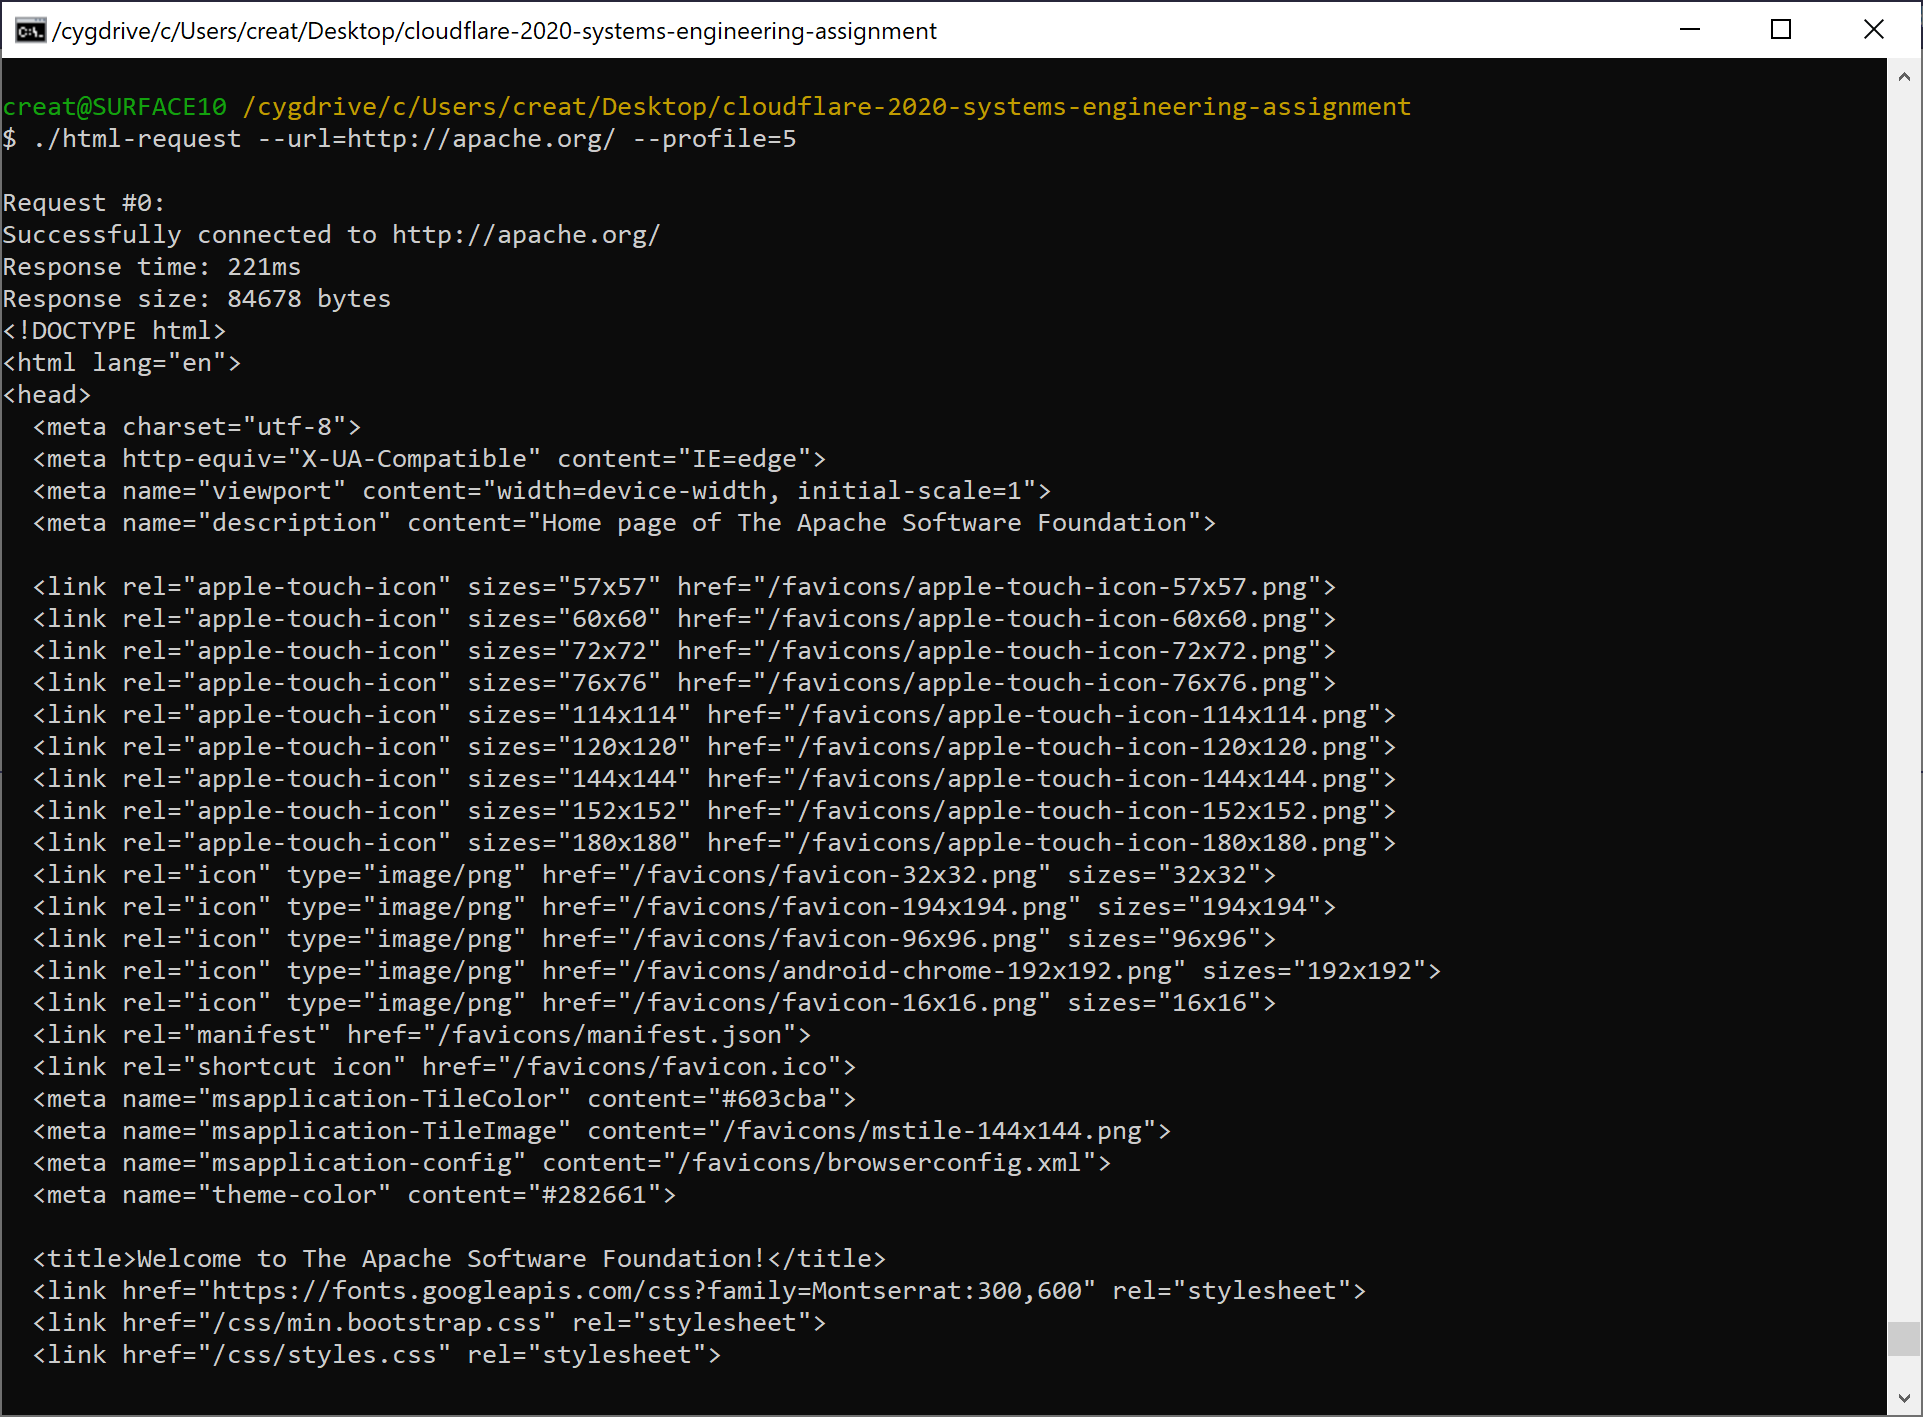 /cygdrive/c/Users/creat/Desktop/cloudflare-2020-systems-engineering-assignment
creat@SURFACE10 /cygdrive/c/Users/creat/Desktop/cloudflare-2020-systems-engineering-assignment
$ ./html-request --url=http://apache.org/ --profile=5
Request #0:
Successfully connected to http://apache.org/
Response time: 221ms
Response size: 84678 bytes
<!DOCTYPE html>
<html lang="en">
<head>
  <meta charset="utf-8">
  <meta http-equiv="X-UA-Compatible" content="IE=edge">
  <meta name="viewport" content="width=device-width, initial-scale=1">
  <meta name="description" content="Home page of The Apache Software Foundation">
  <link rel="apple-touch-icon" sizes="57x57" href="/favicons/apple-touch-icon-57x57.png">
  <link rel="apple-touch-icon" sizes="60x60" href="/favicons/apple-touch-icon-60x60.png">
  <link rel="apple-touch-icon" sizes="72x72" href="/favicons/apple-touch-icon-72x72.png">
  <link rel="apple-touch-icon" sizes="76x76" href="/favicons/apple-touch-icon-76x76.png">
  <link rel="apple-touch-icon" sizes="114x114" href="/favicons/apple-touch-icon-114x114.png">
  <link rel="apple-touch-icon" sizes="120x120" href="/favicons/apple-touch-icon-120x120.png">
  <link rel="apple-touch-icon" sizes="144x144" href="/favicons/apple-touch-icon-144x144.png">
  <link rel="apple-touch-icon" sizes="152x152" href="/favicons/apple-touch-icon-152x152.png">
  <link rel="apple-touch-icon" sizes="180x180" href="/favicons/apple-touch-icon-180x180.png">
  <link rel="icon" type="image/png" href="/favicons/favicon-32x32.png" sizes="32x32">
  <link rel="icon" type="image/png" href="/favicons/favicon-194x194.png" sizes="194x194">
  <link rel="icon" type="image/png" href="/favicons/favicon-96x96.png" sizes="96x96">
  <link rel="icon" type="image/png" href="/favicons/android-chrome-192x192.png" sizes="192x192">
  <link rel="icon" type="image/png" href="/favicons/favicon-16x16.png" sizes="16x16">
  <link rel="manifest" href="/favicons/manifest.json">
  <link rel="shortcut icon" href="/favicons/favicon.ico">
  <meta name="msapplication-TileColor" content="#603cba">
  <meta name="msapplication-TileImage" content="/favicons/mstile-144x144.png">
  <meta name="msapplication-config" content="/favicons/browserconfig.xml">
  <meta name="theme-color" content="#282661">
  <title>Welcome to The Apache Software Foundation!</title>
  <link href="https://fonts.googleapis.com/css?family=Montserrat:300,600" rel="stylesheet">
  <link href="/css/min.bootstrap.css" rel="stylesheet">
  <link href="/css/styles.css" rel="stylesheet">